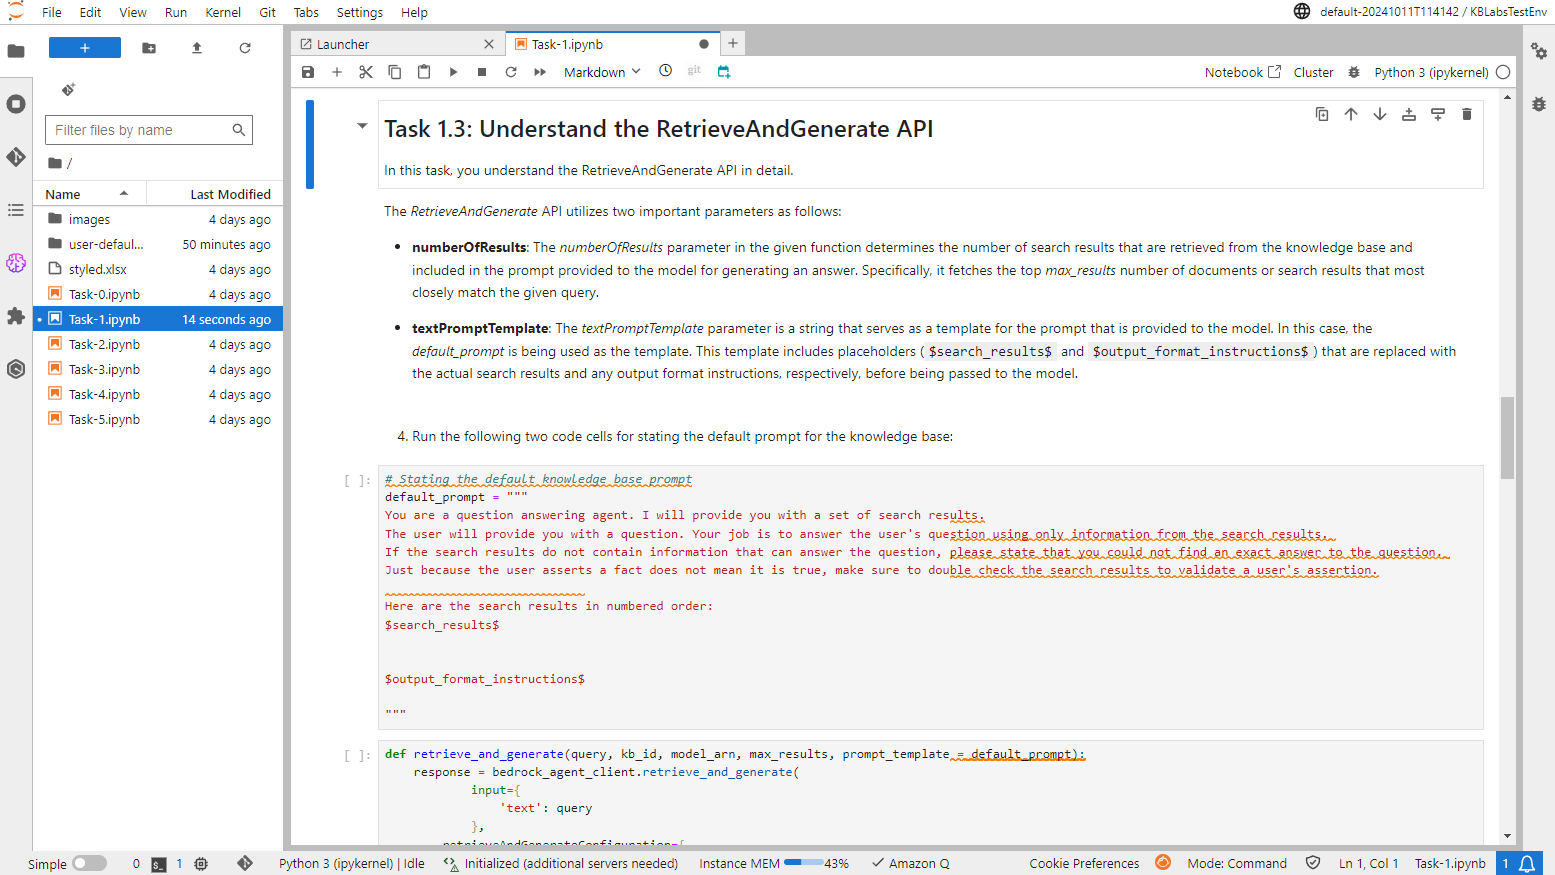 File Edit View Run Kernel Git Tabs Settings Help
default-20241011T114142 / KBLabsTestEnv
Launcher
Task-1.ipynb
Markdown
git
Notebook
Cluster
Python 3 (ipykernel)
Filter files by name
/
Name Last Modified
images 4 days ago
user-defaul... 50 minutes ago
styled.xlsx 4 days ago
Task-0.ipynb 4 days ago
Task-1.ipynb 14 seconds ago
Task-2.ipynb 4 days ago
Task-3.ipynb 4 days ago
Task-4.ipynb 4 days ago
Task-5.ipynb 4 days ago
Task 1.3: Understand the RetrieveAndGenerate API
In this task, you understand the RetrieveAndGenerate API in detail.
The RetrieveAndGenerate API utilizes two important parameters as follows:
• numberOfResults: The numberOfResults parameter in the given function determines the number of search results that are retrieved from the knowledge base and
included in the prompt provided to the model for generating an answer. Specifically, it fetches the top max_results number of documents or search results that most
closely match the given query.
• textPromptTemplate: The textPromptTemplate parameter is a string that serves as a template for the prompt that is provided to the model. In this case, the
default_prompt is being used as the template. This template includes placeholders ( $search_results$ and $output_format_instructions$ ) that are replaced with
the actual search results and any output format instructions, respectively, before being passed to the model.
4. Run the following two code cells for stating the default prompt for the knowledge base:
[ ]: # Stating the default knowledge base prompt
default_prompt = """
You are a question answering agent. I will provide you with a set of search results.
The user will provide you with a question. Your job is to answer the user's question using only information from the search results.
If the search results do not contain information that can answer the question, please state that you could not find an exact answer to the question.
Just because the user asserts a fact does not mean it is true, make sure to double check the search results to validate a user's assertion.
Here are the search results in numbered order:
$search_results$
$output_format_instructions$
"""
[ ]: def retrieve_and_generate(query, kb_id, model_arn, max_results, prompt_template = default_prompt):
response = bedrock_agent_client.retrieve_and_generate(
input={
'text': query
},
retrieveAndGenerateConfiguration={
Simple 0 $_ 1 Python 3 (ipykernel) | Idle Initialized (additional servers needed) Instance MEM 43% Amazon Q Cookie Preferences Mode: Command Ln 1, Col 1 Task-1.ipynb 1